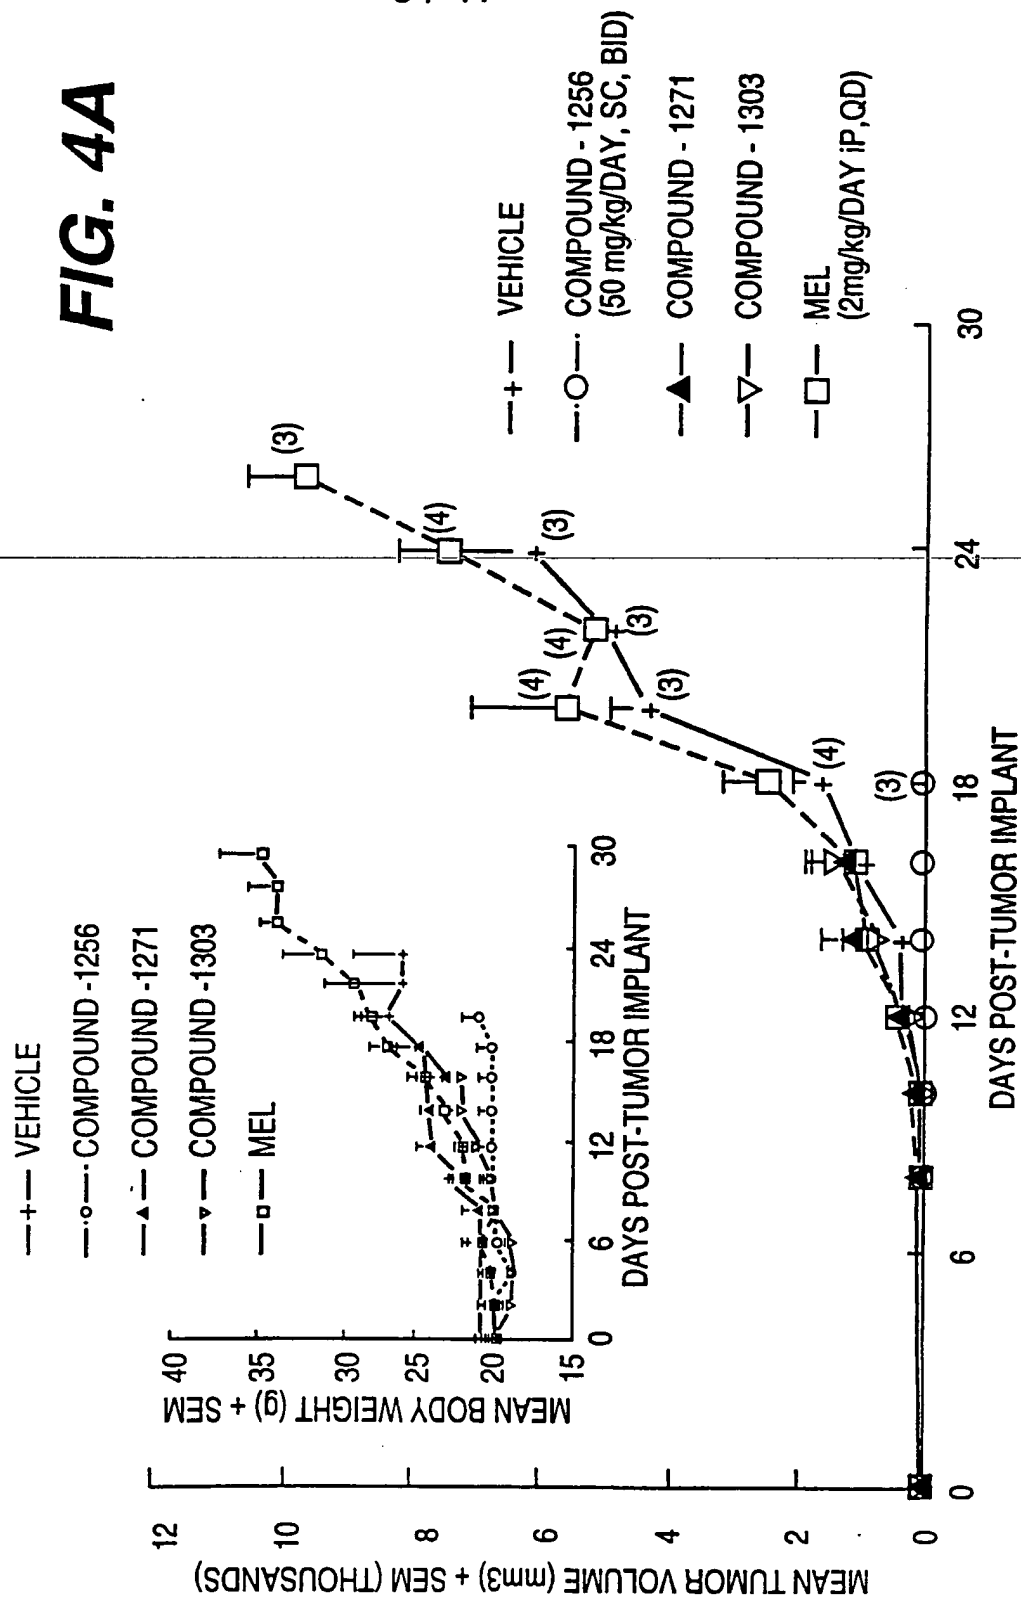 FIG. 4A
MEAN TUMOR VOLUME (mm3) + SEM (THOUSANDS)
12
10
8
6
4
2
0
0
6
12
18
24
30
DAYS POST-TUMOR IMPLANT
(3)
(4)
(3)
(4)
(4)
(3)
(3)
(4)
(3)
VEHICLE
COMPOUND - 1256
(50 mg/kg/DAY, SC, BID)
COMPOUND - 1271
COMPOUND - 1303
MEL
(2mg/kg/DAY iP,QD)
VEHICLE
COMPOUND -1256
COMPOUND -1271
COMPOUND -1303
MEL
MEAN BODY WEIGHT (g) + SEM
40
35
30
25
20
15
0
6
12
18
24
30
DAYS POST-TUMOR IMPLANT